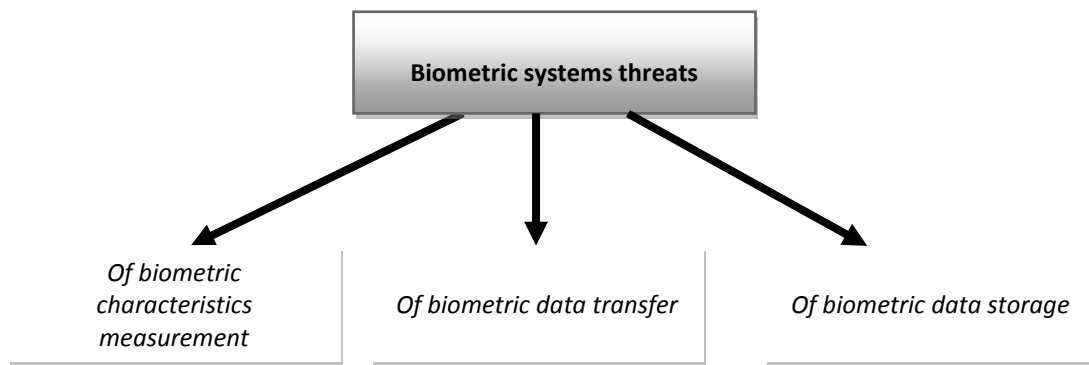 Biometric systems threats
Of biometric
characteristics
measurement
Of biometric data transfer
Of biometric data storage